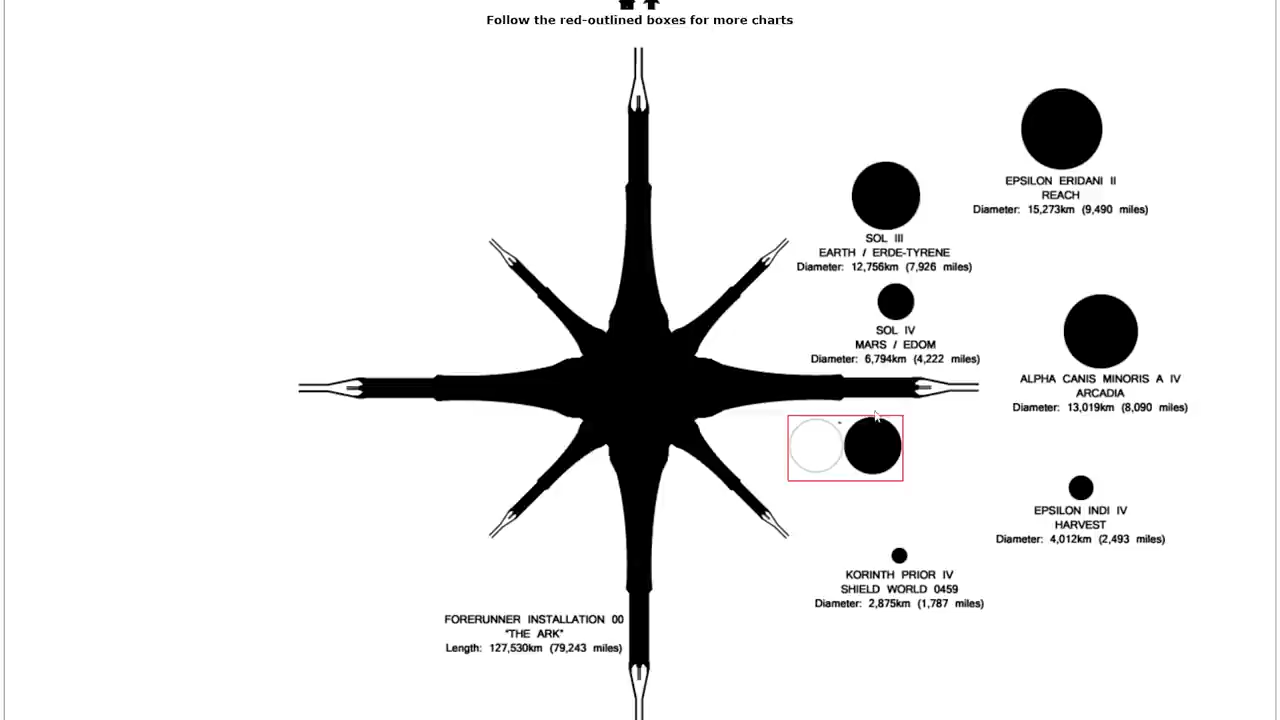 Follow the red-outlined boxes for more charts
EPSILON ERIDANI II
REACH
Diameter: 15,273km (9,490 miles)
SOL III
EARTH / ERDE-TYRENE
Diameter: 12,756km (7,926 miles)
SOL IV
MARS / EDOM
Diameter: 6,794km (4,222 miles)
ALPHA CANIS MINORIS A IV
ARCADIA
Diameter: 13,019km (8,090 miles)
EPSILON INDI IV
HARVEST
Diameter: 4,012km (2,493 miles)
KORINTH PRIOR IV
SHIELD WORLD 0459
Diameter: 2,875km (1,787 miles)
FORERUNNER INSTALLATION 00
"THE ARK"
Length: 127,530km (79,243 miles)